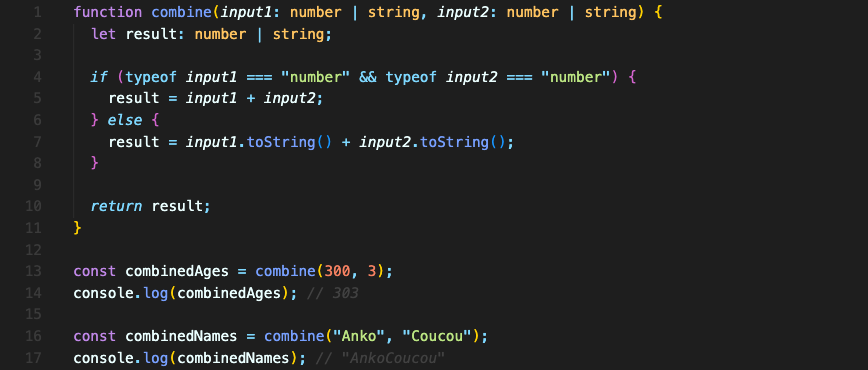 1 function combine(input1: number | string, input2: number | string) {
2 let result: number | string;
3
4 if (typeof input1 === "number" && typeof input2 === "number") {
5 result = input1 + input2;
6 } else {
7 result = input1.toString() + input2.toString();
8 }
9
10 return result;
11 }
12
13 const combinedAges = combine(300, 3);
14 console.log(combinedAges); // 303
15
16 const combinedNames = combine("Anko", "Coucou");
17 console.log(combinedNames); // "AnkoCoucou"